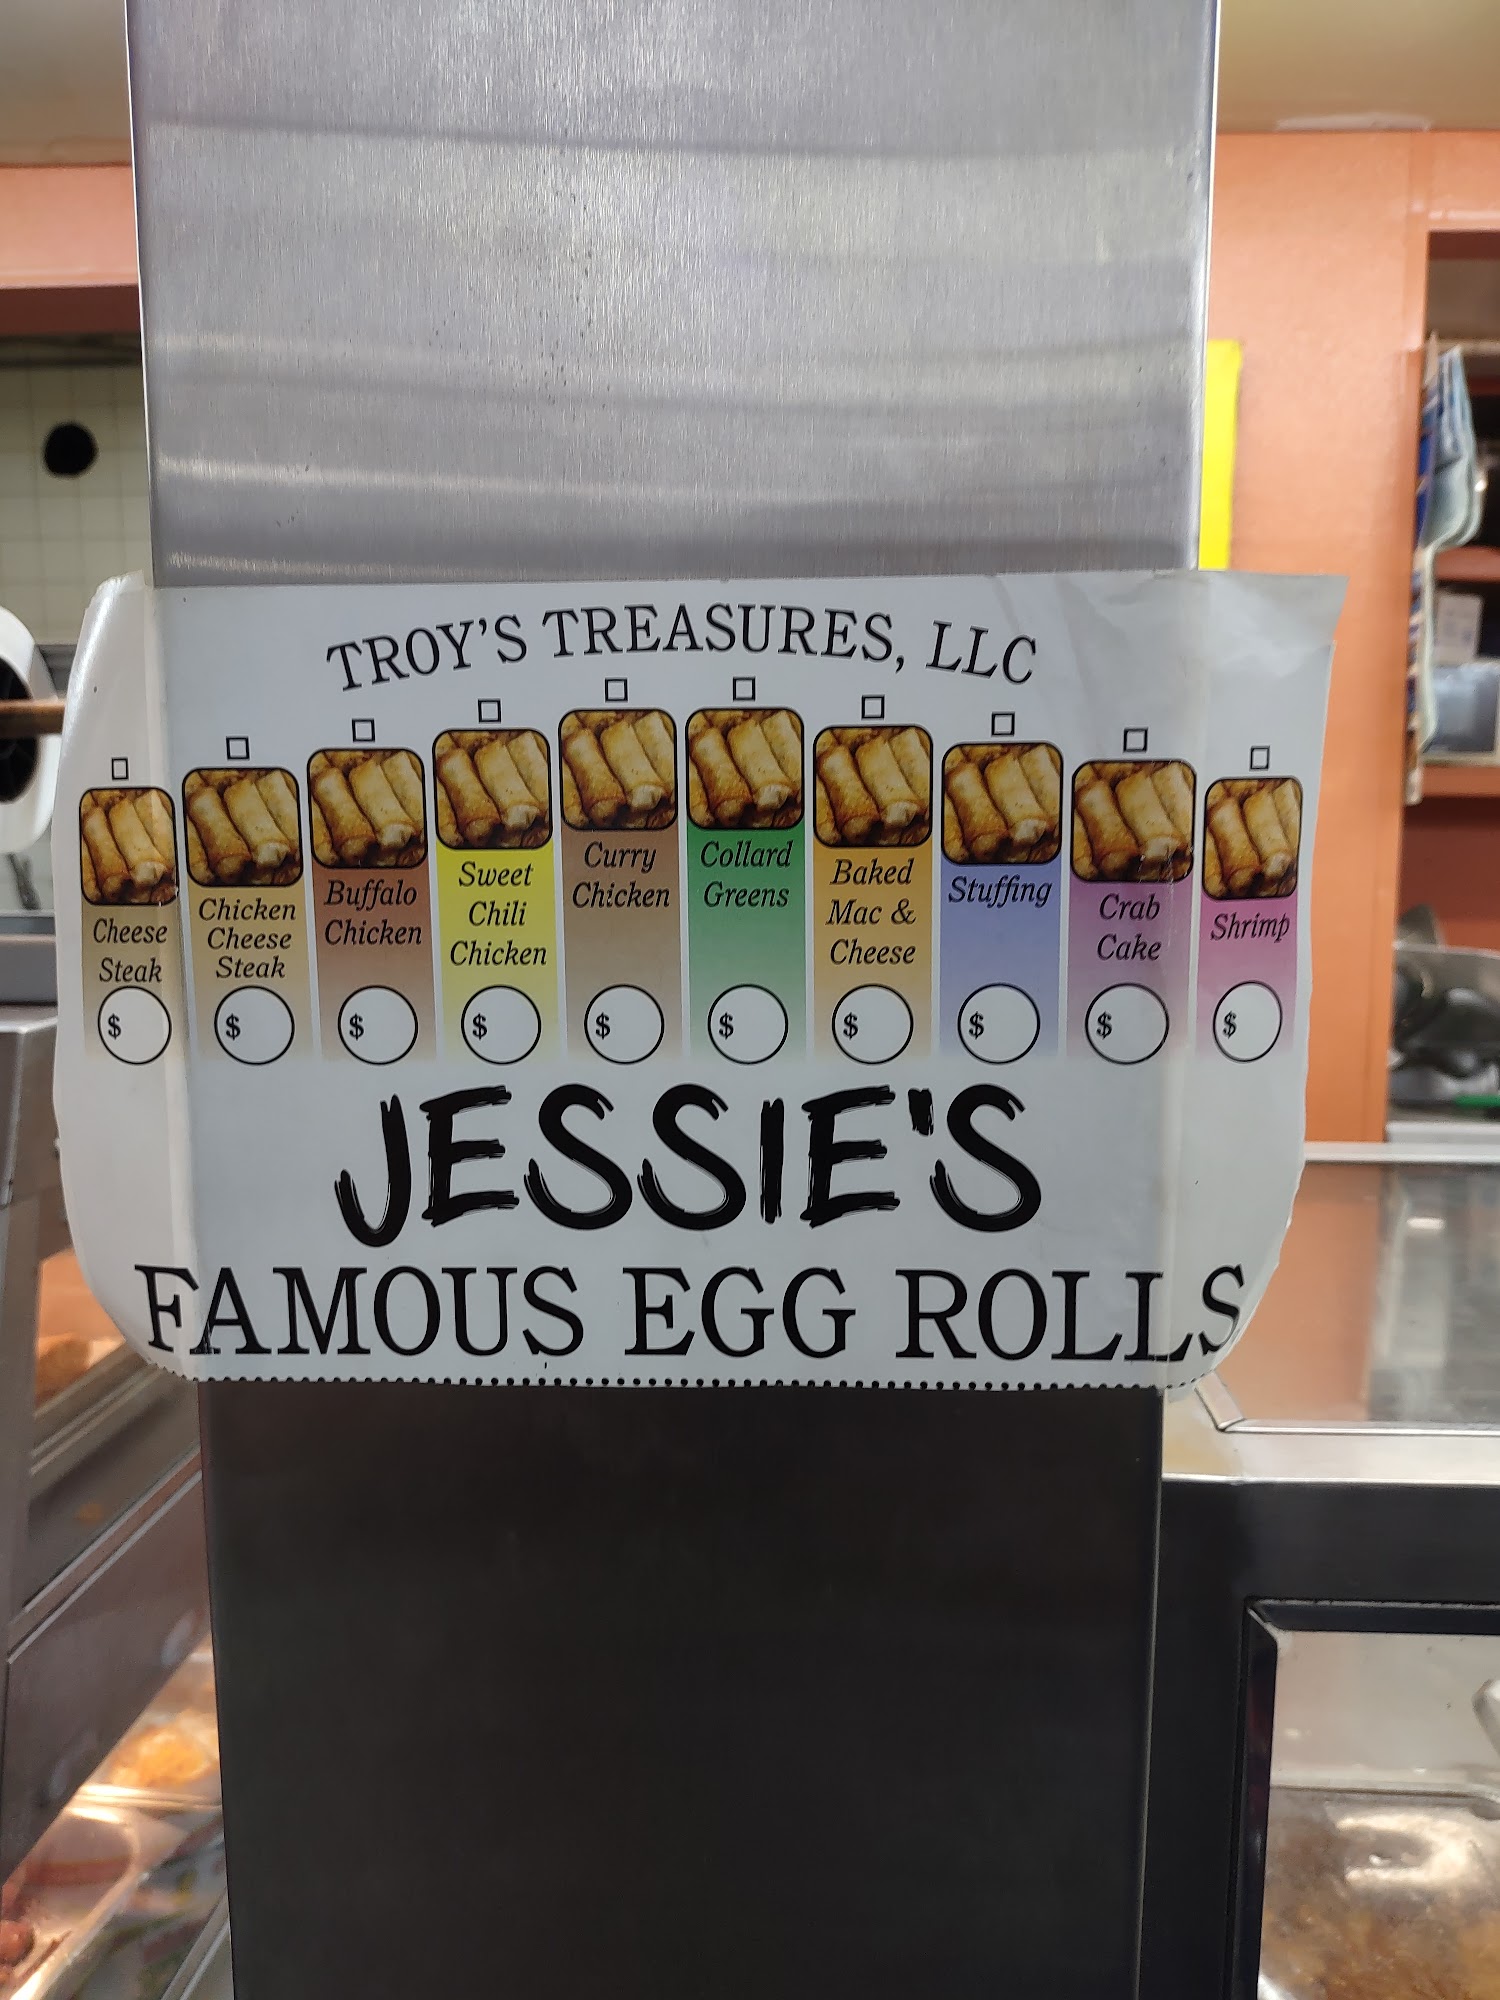 TROY'S TREASURES, LLC
Cheese
Steak
$
Chicken
Cheese
Steak
$
Buffalo
Chicken
$
Sweet
Chili
Chicken
$
Curry
Chicken
$
Collard
Greens
$
Baked
Mac &
Cheese
$
Stuffing
$
Crab
Cake
$
Shrimp
$
JESSIE'S
FAMOUS EGG ROLLS